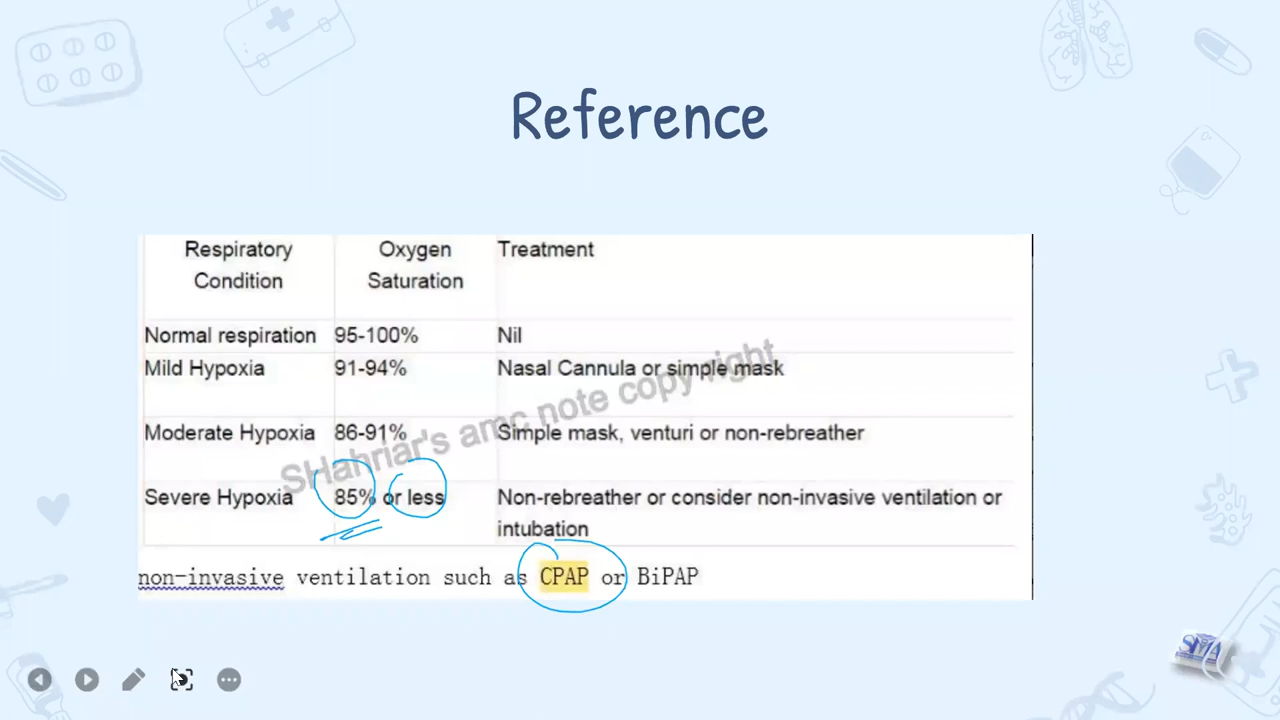 Reference
Respiratory Condition Oxygen Saturation Treatment
Normal respiration 95-100% Nil
Mild Hypoxia 91-94% Nasal Cannula or simple mask
Moderate Hypoxia 86-91% Simple mask, venturi or non-rebreather
Severe Hypoxia 85% or less Non-rebreather or consider non-invasive ventilation or
intubation
non-invasive ventilation such as CPAP or BiPAP
SHahriar's amc note copy right